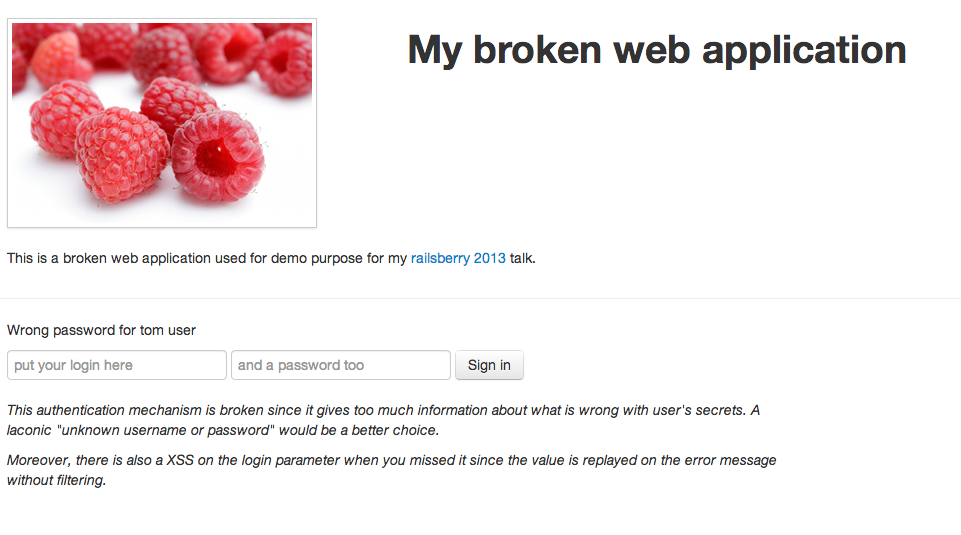 My broken web application
This is a broken web application used for demo purpose for my railsberry 2013 talk.
Wrong password for tom user
put your login here
and a password too
Sign in
This authentication mechanism is broken since it gives too much information about what is wrong with user's secrets. A
laconic "unknown username or password" would be a better choice.
Moreover, there is also a XSS on the login parameter when you missed it since the value is replayed on the error message
without filtering.